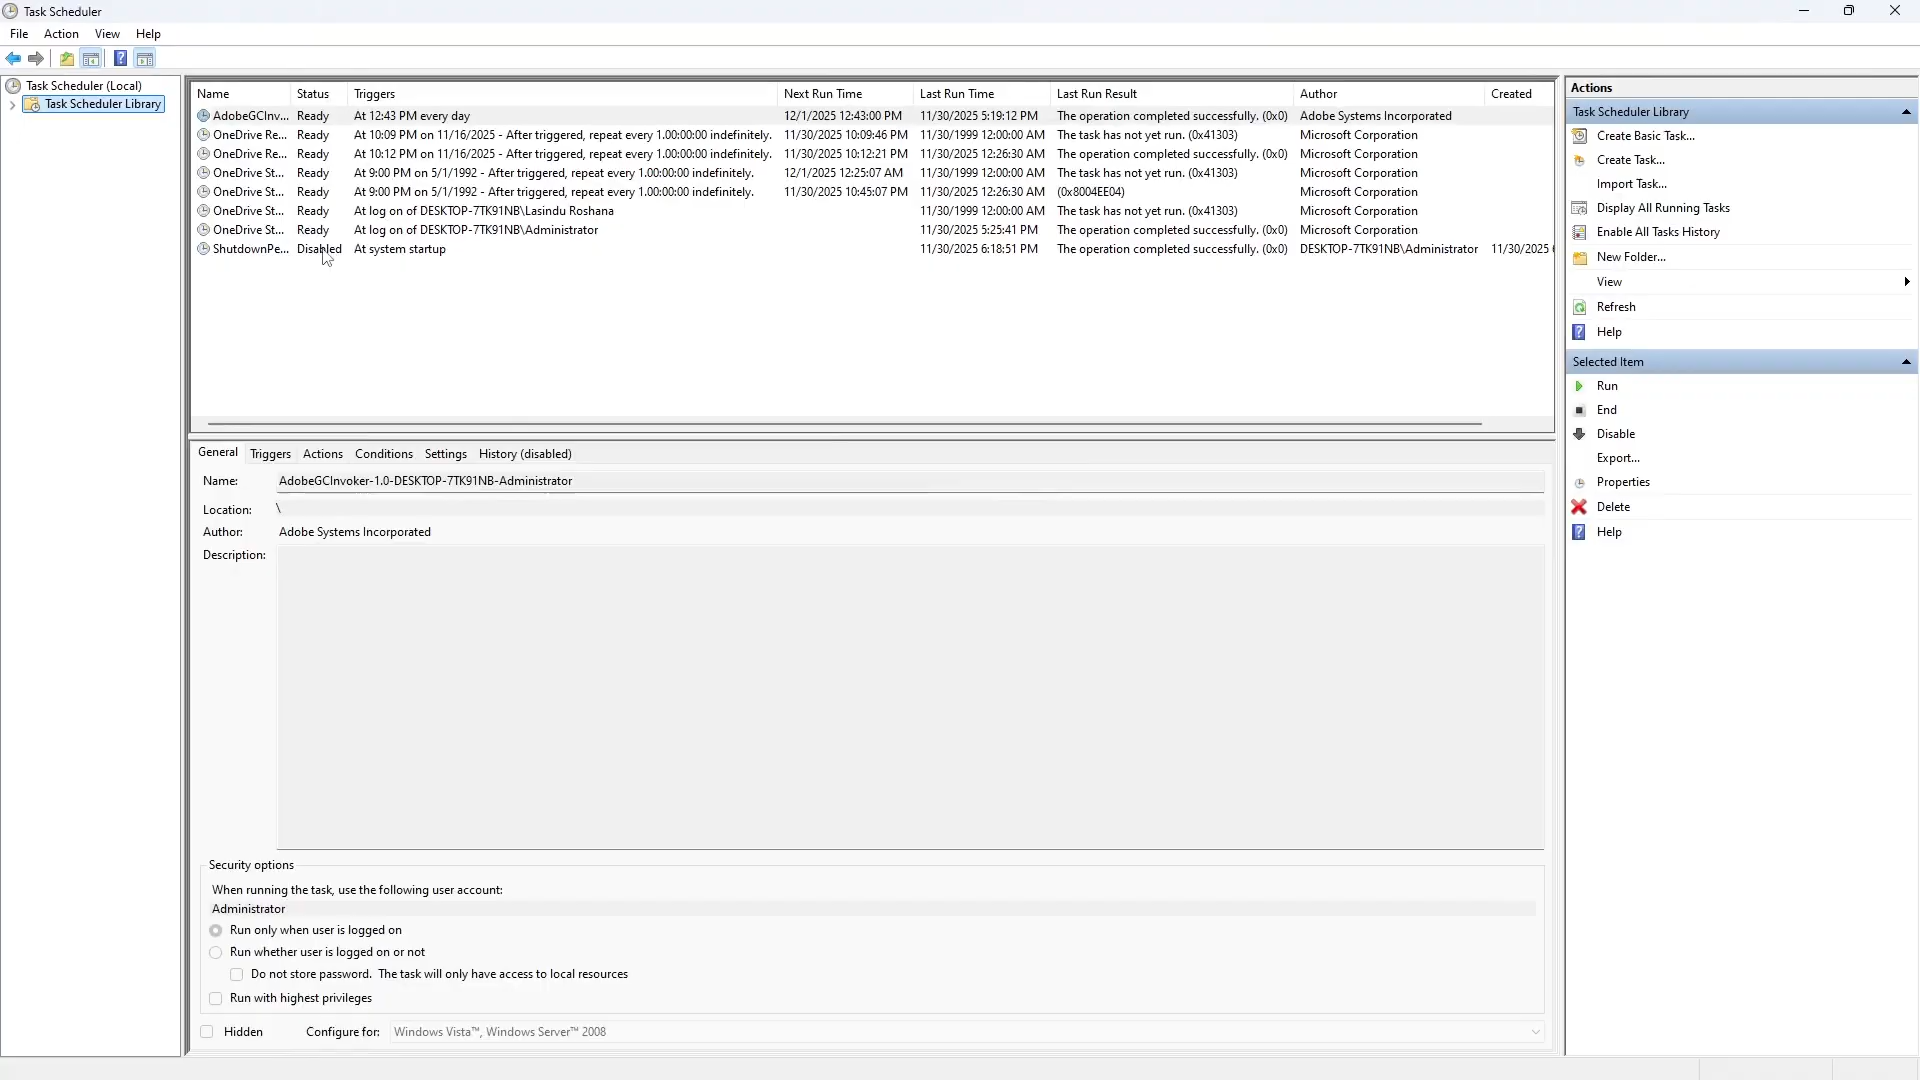 Task Scheduler
File Action View Help
Task Scheduler (Local)
Task Scheduler Library
Name Status Triggers Next Run Time Last Run Time Last Run Result Author Created
AdobeGCInv... Ready At 12:43 PM every day 12/1/2025 12:43:00 PM 11/30/2025 5:19:12 PM The operation completed successfully. (0x0) Adobe Systems Incorporated
OneDrive Re... Ready At 10:09 PM on 11/16/2025 - After triggered, repeat every 1.00:00:00 indefinitely. 11/30/2025 10:09:46 PM 11/30/1999 12:00:00 AM The task has not yet run. (0x41303) Microsoft Corporation
OneDrive Re... Ready At 10:12 PM on 11/16/2025 - After triggered, repeat every 1.00:00:00 indefinitely. 11/30/2025 10:12:21 PM 11/30/2025 12:26:30 AM The operation completed successfully. (0x0) Microsoft Corporation
OneDrive St... Ready At 9:00 PM on 5/1/1992 - After triggered, repeat every 1.00:00:00 indefinitely. 12/1/2025 12:25:07 AM 11/30/1999 12:00:00 AM The task has not yet run. (0x41303) Microsoft Corporation
OneDrive St... Ready At 9:00 PM on 5/1/1992 - After triggered, repeat every 1.00:00:00 indefinitely. 11/30/2025 10:45:07 PM 11/30/2025 12:26:30 AM (0x8004EE04) Microsoft Corporation
OneDrive St... Ready At log on of DESKTOP-7TK91NB\Lasindu Roshana 11/30/1999 12:00:00 AM The task has not yet run. (0x41303) Microsoft Corporation
OneDrive St... Ready At log on of DESKTOP-7TK91NB\Administrator 11/30/2025 5:25:41 PM The operation completed successfully. (0x0) Microsoft Corporation
ShutdownPe... Disabled At system startup 11/30/2025 6:18:51 PM The operation completed successfully. (0x0) DESKTOP-7TK91NB\Administrator 11/30/2025
General Triggers Actions Conditions Settings History (disabled)
Name: AdobeGCInvoker-1.0-DESKTOP-7TK91NB-Administrator
Location: \
Author: Adobe Systems Incorporated
Description:
Security options
When running the task, use the following user account:
Administrator
Run only when user is logged on
Run whether user is logged on or not
Do not store password. The task will only have access to local resources
Run with highest privileges
Hidden Configure for: Windows Vista™, Windows Server™ 2008
Actions
Task Scheduler Library
Create Basic Task...
Create Task...
Import Task...
Display All Running Tasks
Enable All Tasks History
New Folder...
View
Refresh
Help
Selected Item
Run
End
Disable
Export...
Properties
Delete
Help